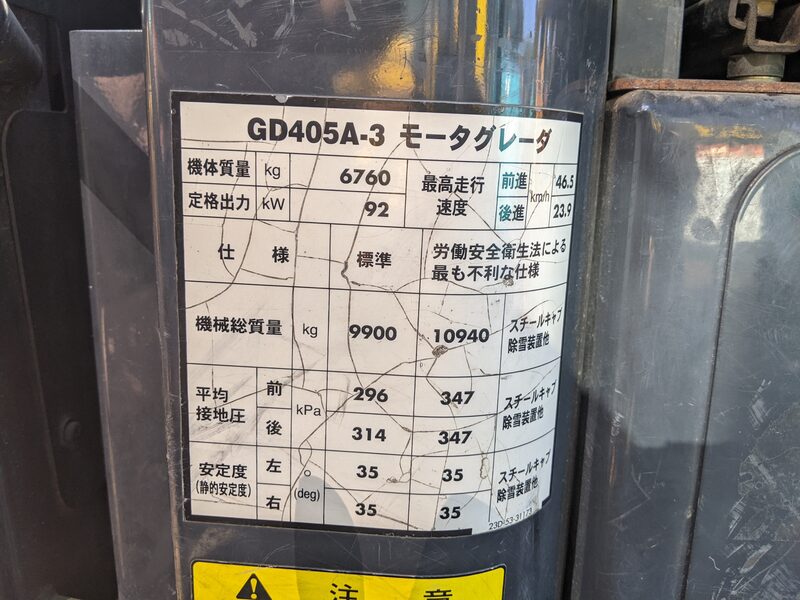 GD405A-3 モータグレーダ
機体質量 kg 6760 最高走行速度 前進 km/h 46.5
定格出力 kW 92 後進 23.9
仕様 標準 労働安全衛生法による
最も不利な仕様
機械総質量 kg 9900 10940 スチールキャブ
除雪装置他
平均
接地圧 前 kPa 296 347 スチールキャブ
除雪装置他
後 314 347
安定度
(静的安定度) 左 ° (deg) 35 35 スチールキャブ
除雪装置他
右 35 35
23D-53-31173
注意